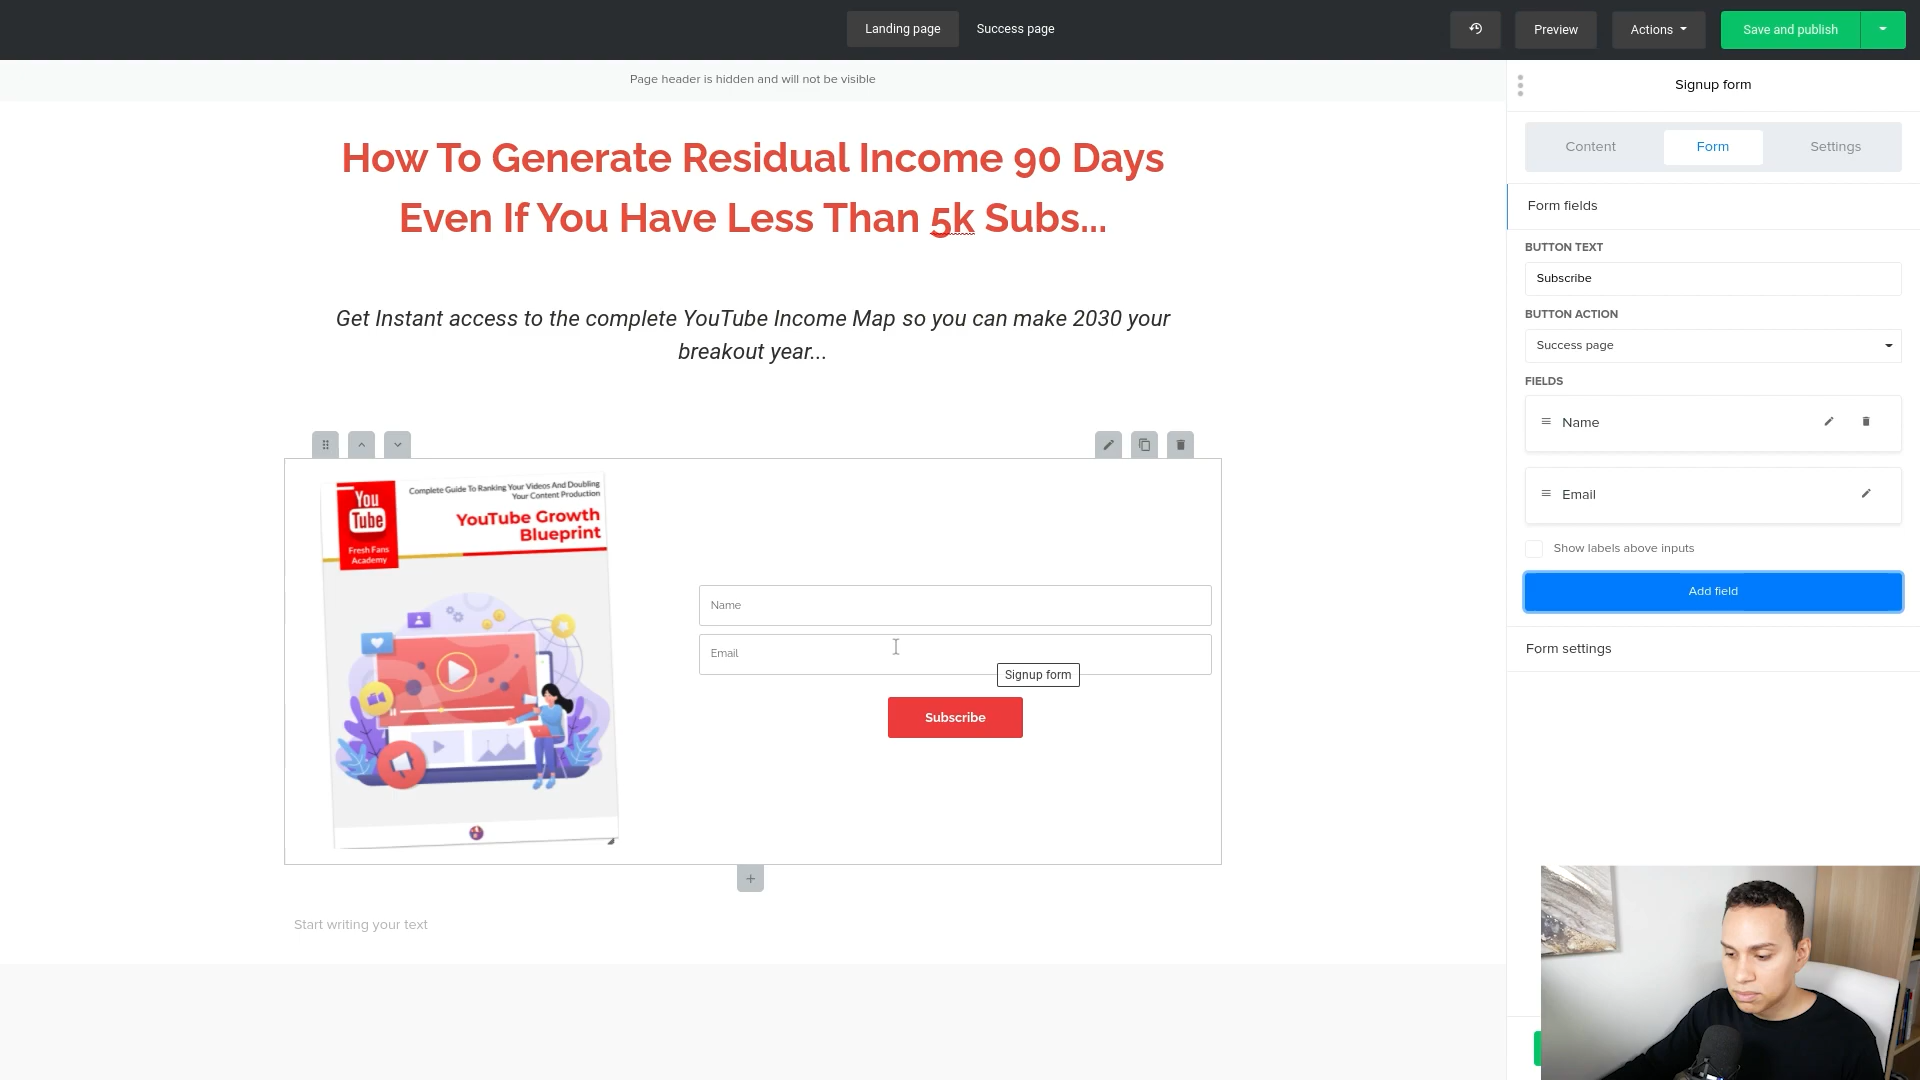 Landing page
Success page
Preview
Actions
Save and publish
Page header is hidden and will not be visible
Signup form
Content
Form
Settings
How To Generate Residual Income 90 Days
Even If You Have Less Than 5k Subs...
Form fields
BUTTON TEXT
Subscribe
BUTTON ACTION
Success page
Get Instant access to the complete YouTube Income Map so you can make 2030 your
breakout year...
FIELDS
Name
Email
Show labels above inputs
Add field
Form settings
You
Tube
Fresh Fans
Academy
Complete Guide To Ranking Your Videos And Doubling
Your Content Production
YouTube Growth
Blueprint
Name
Email
Signup form
Subscribe
Start writing your text